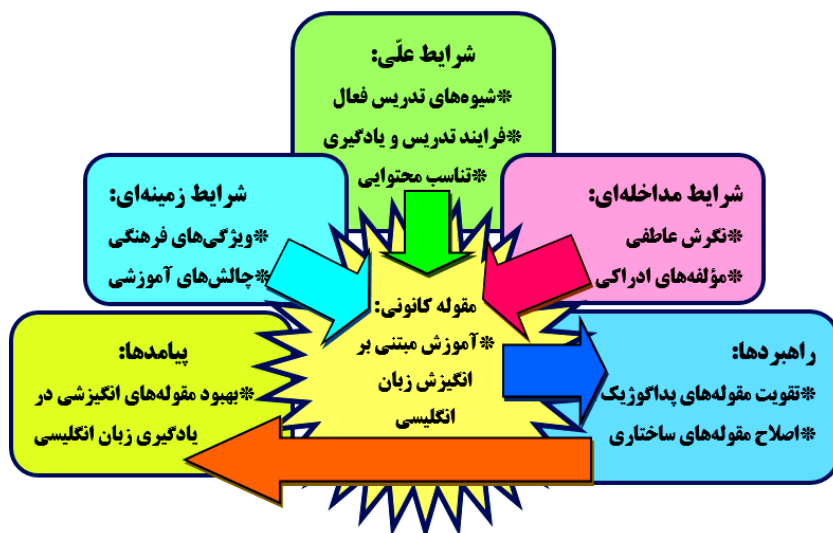 شرایط علّی:
*شیوه‌های تدریس فعال
*فرایند تدریس و یادگیری
*تناسب محتوایی
شرایط مداخله‌ای:
*نگرش عاطفی
*مؤلفه‌های ادراکی
شرایط زمینه‌ای:
*ویژگی‌های فرهنگی
*چالش‌های آموزشی
مقوله کانونی:
*آموزش مبتنی بر
انگیزش زبان
انگلیسی
راهبردها:
*تقویت مقوله‌های پداگوژیک
*اصلاح مقوله‌های ساختاری
پیامدها:
*بهبود مقوله‌های انگیزشی در
یادگیری زبان انگلیسی